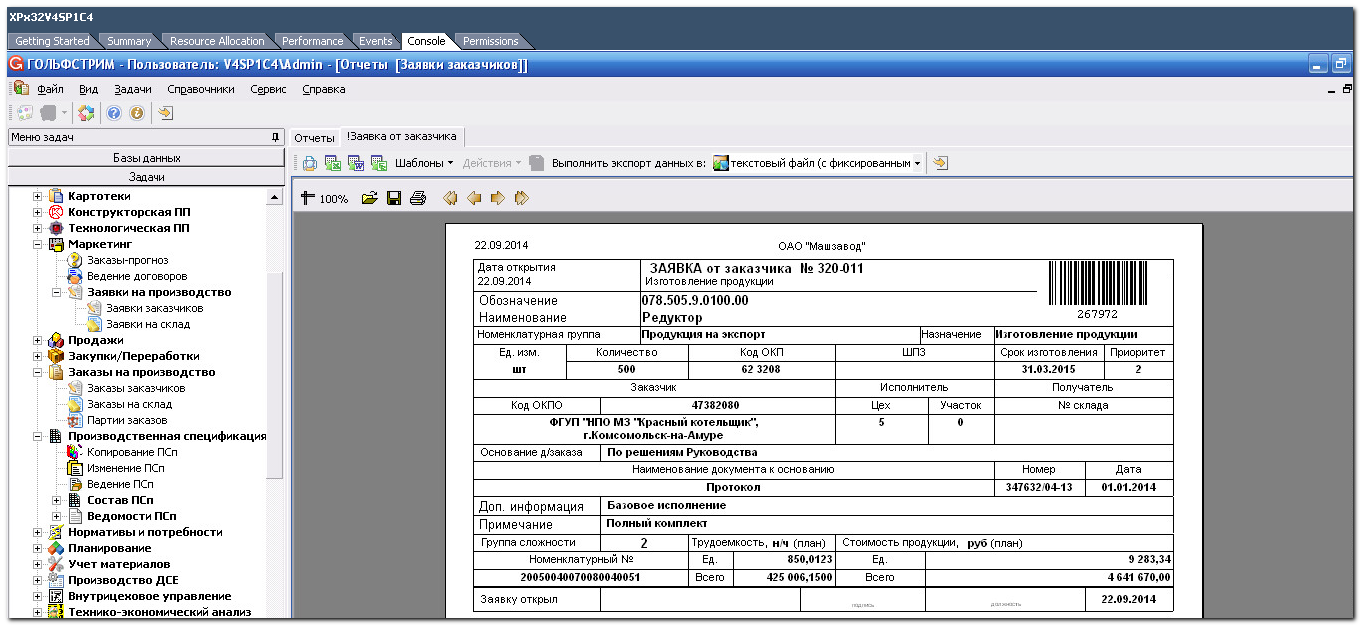 XPx32V4SP1C4
Getting Started Summary Resource Allocation Performance Events Console Permissions
ГОЛЬФСТРИМ - Пользователь: V4SP1C4\Admin - [Отчеты [Заявки заказчиков]]
Файл Вид Задачи Справочники Сервис Справка
Меню задач
Базы данных
Задачи
Картотеки
Конструкторская ПП
Технологическая ПП
Маркетинг
Заказы-прогноз
Ведение договоров
Заявки на производство
Заявки заказчиков
Заявки на склад
Продажи
Закупки/Переработки
Заказы на производство
Заказы заказчиков
Заказы на склад
Партии заказов
Производственная спецификация
Копирование ПСп
Изменение ПСп
Ведение ПСп
Состав ПСп
Ведомости ПСп
Нормативы и потребности
Планирование
Учет материалов
Производство ДСЕ
Внутрицеховое управление
Технико-экономический анализ
Отчеты !Заявка от заказчика
Шаблоны Действия Выполнить экспорт данных в: текстовый файл (с фиксированным
100%
22.09.2014 ОАО "Машзавод"
Дата открытия ЗАЯВКА от заказчика № 320-011
22.09.2014 Изготовление продукции
Обозначение 078.505.9.0100.00
267972
Наименование Редуктор
Номенклатурная группа Продукция на экспорт Назначение Изготовление продукции
Ед. изм. Количество Код ОКП ШПЗ Срок изготовления Приоритет
шт 500 62 3208 31.03.2015 2
Заказчик Исполнитель Получатель
Код ОКПО 47382080 Цех Участок № склада
ФГУП "НПО МЗ "Красный котельщик", 5 0
г.Комсомольск-на-Амуре
Основание д/заказа По решениям Руководства
Наименование документа к основанию Номер Дата
Протокол 347632/04-13 01.01.2014
Доп. информация Базовое исполнение
Примечание Полный комплект
Группа сложности 2 Трудоемкость, н/ч (план) Стоимость продукции, руб (план)
Номенклатурный № Ед. 850,0123 Ед. 9 283,34
20050040070080040051 Всего 425 006,1500 Всего 4 641 670,00
Заявку открыл подпись должность 22.09.2014